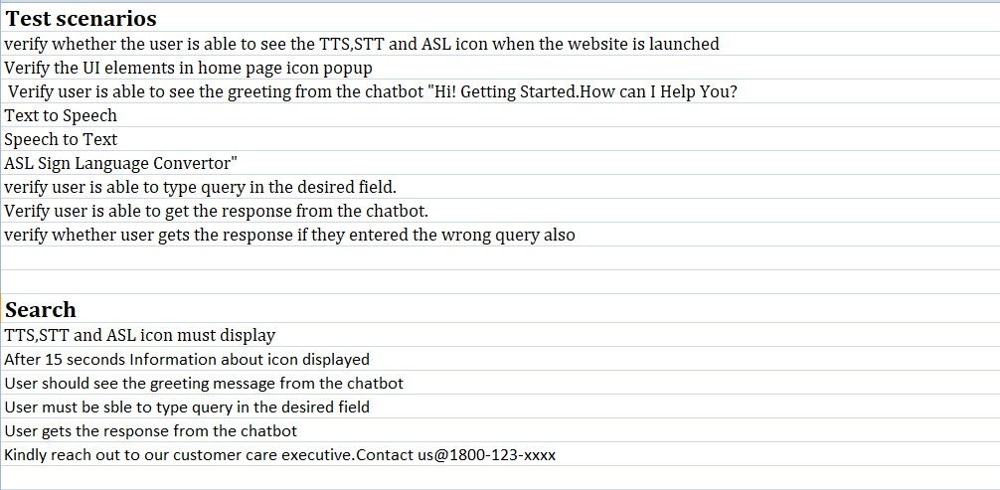 Test scenarios
verify whether the user is able to see the TTS,STT and ASL icon when the website is launched
Verify the UI elements in home page icon popup
Verify user is able to see the greeting from the chatbot "Hi! Getting Started.How can I Help You?
Text to Speech
Speech to Text
ASL Sign Language Convertor"
verify user is able to type query in the desired field.
Verify user is able to get the response from the chatbot.
verify whether user gets the response if they entered the wrong query also
Search
TTS,STT and ASL icon must display
After 15 seconds Information about icon displayed
User should see the greeting message from the chatbot
User must be sble to type query in the desired field
User gets the response from the chatbot
Kindly reach out to our customer care executive.Contact us@1800-123-xxxx